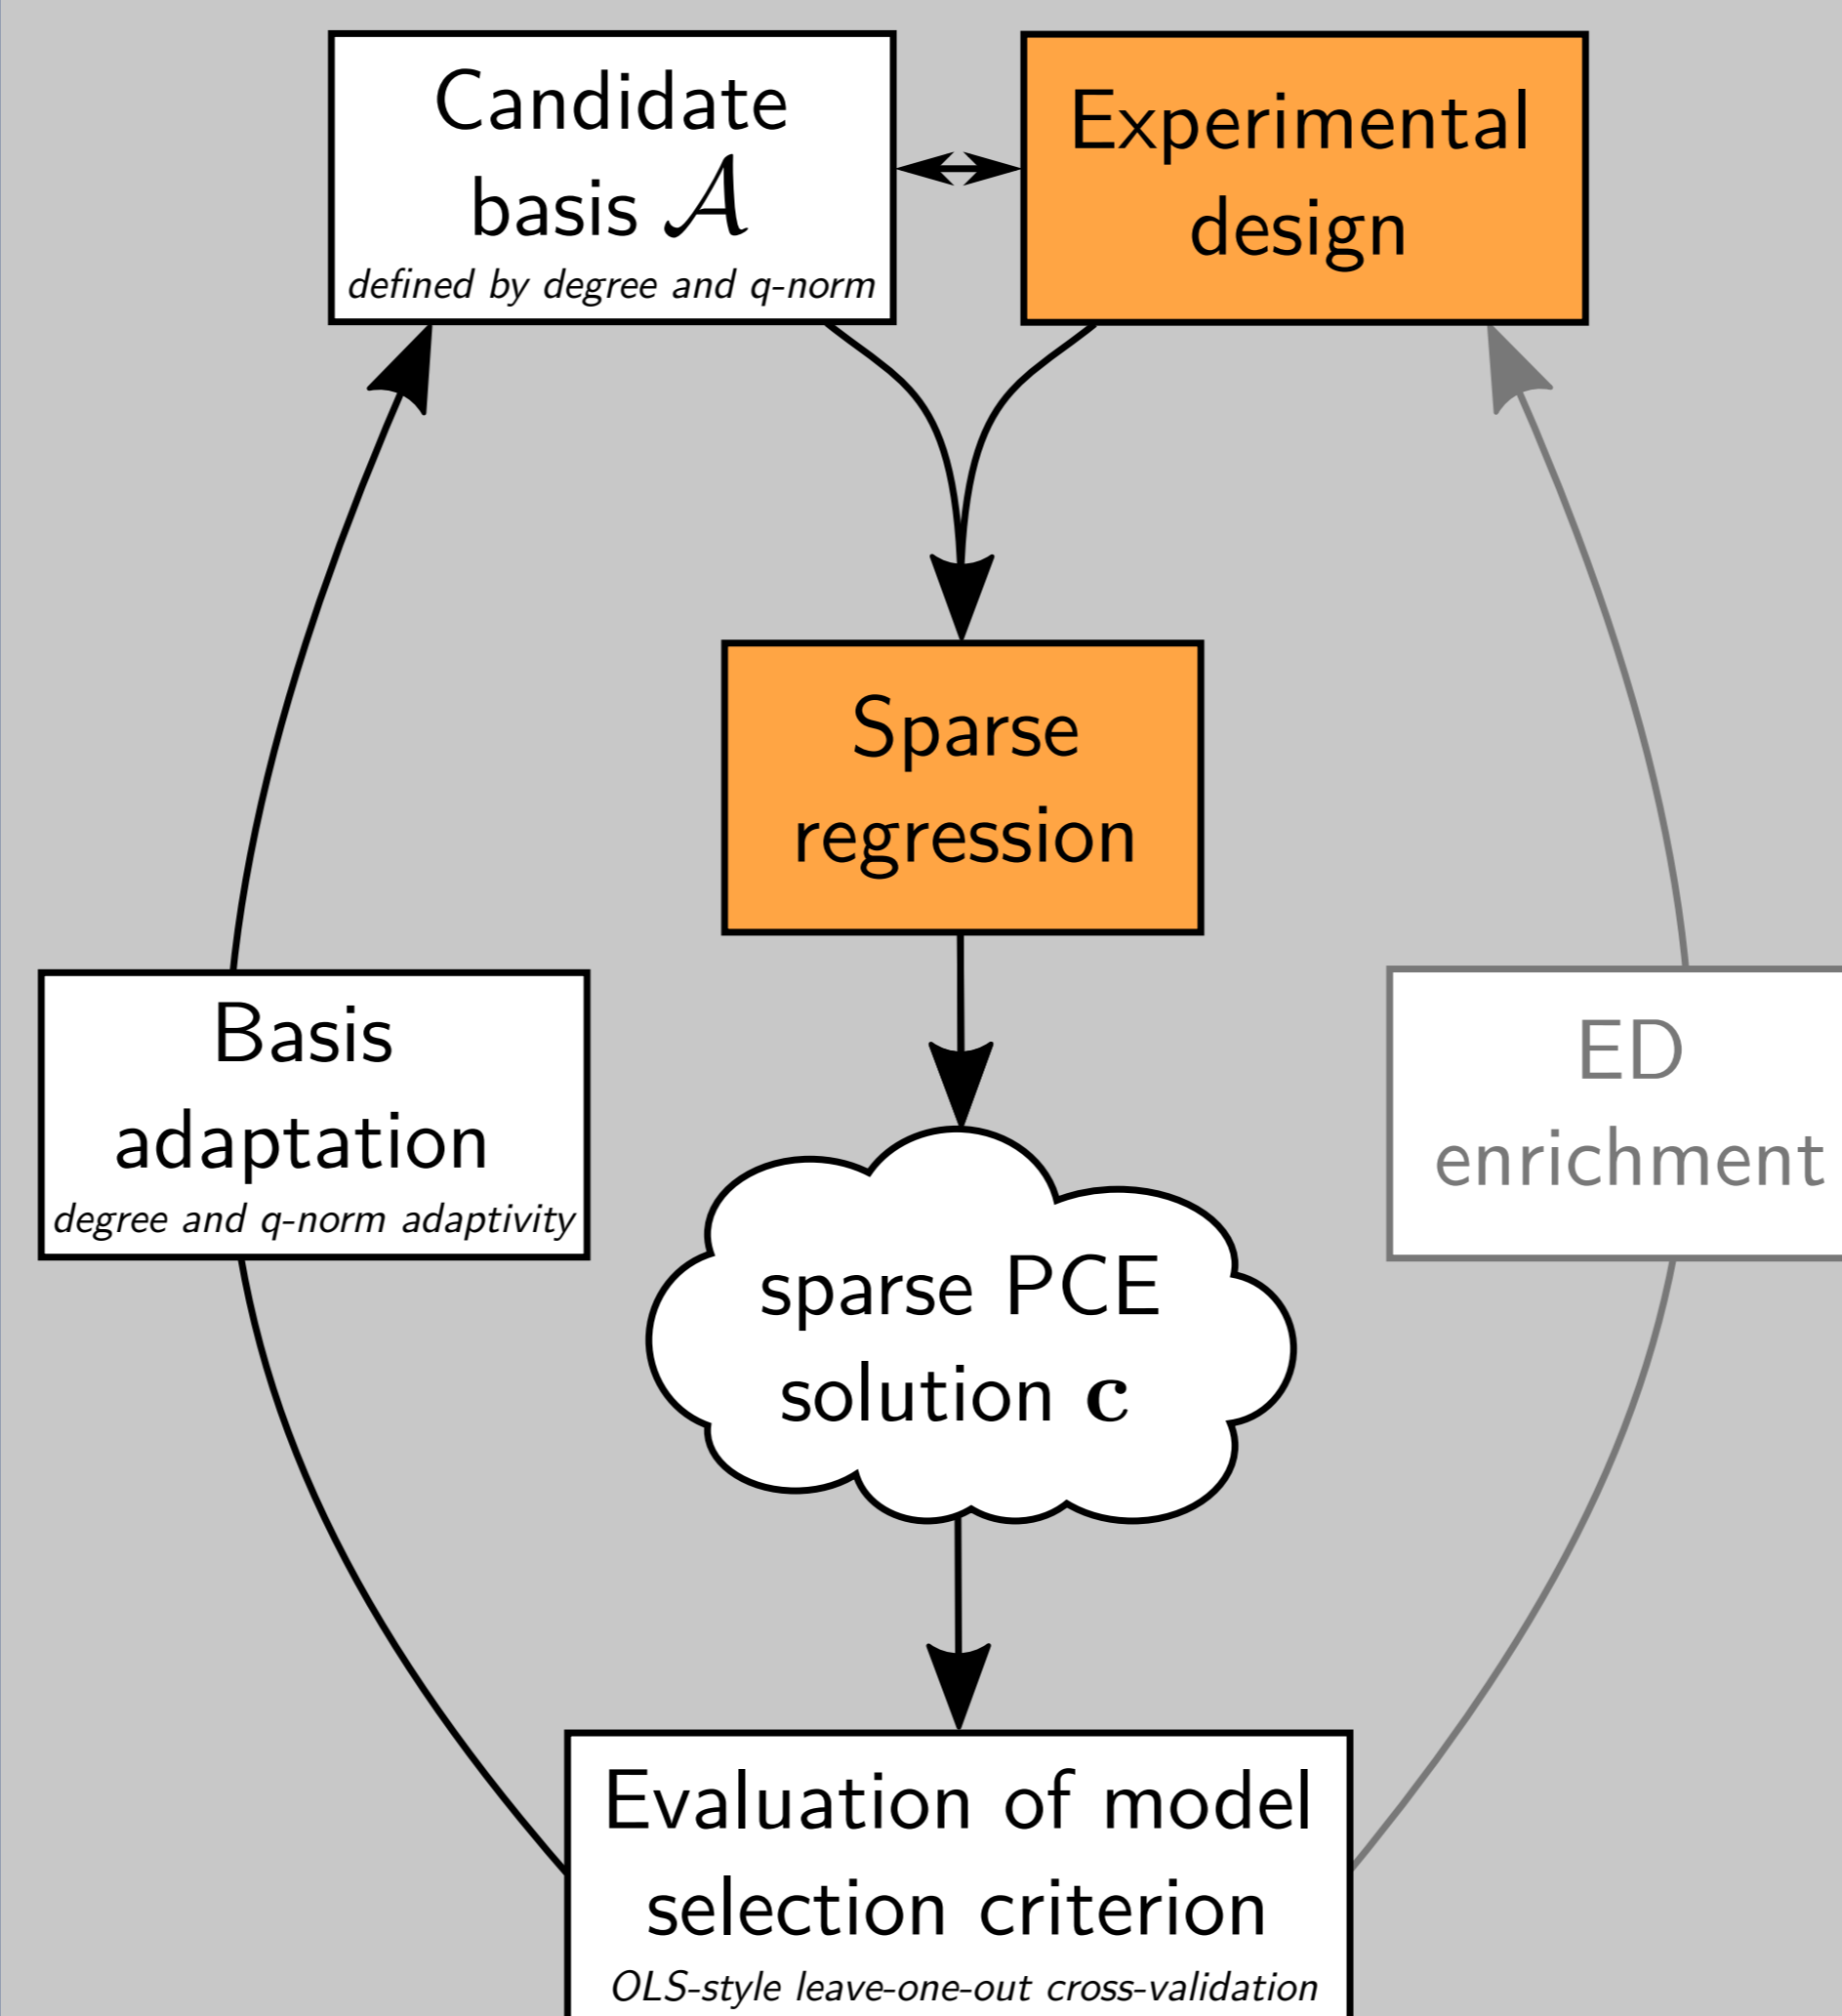 Candidate
basis 𝒜
defined by degree and q-norm
Experimental
design
Sparse
regression
Basis
adaptation
degree and q-norm adaptivity
ED
enrichment
sparse PCE
solution c
Evaluation of model
selection criterion
OLS-style leave-one-out cross-validation